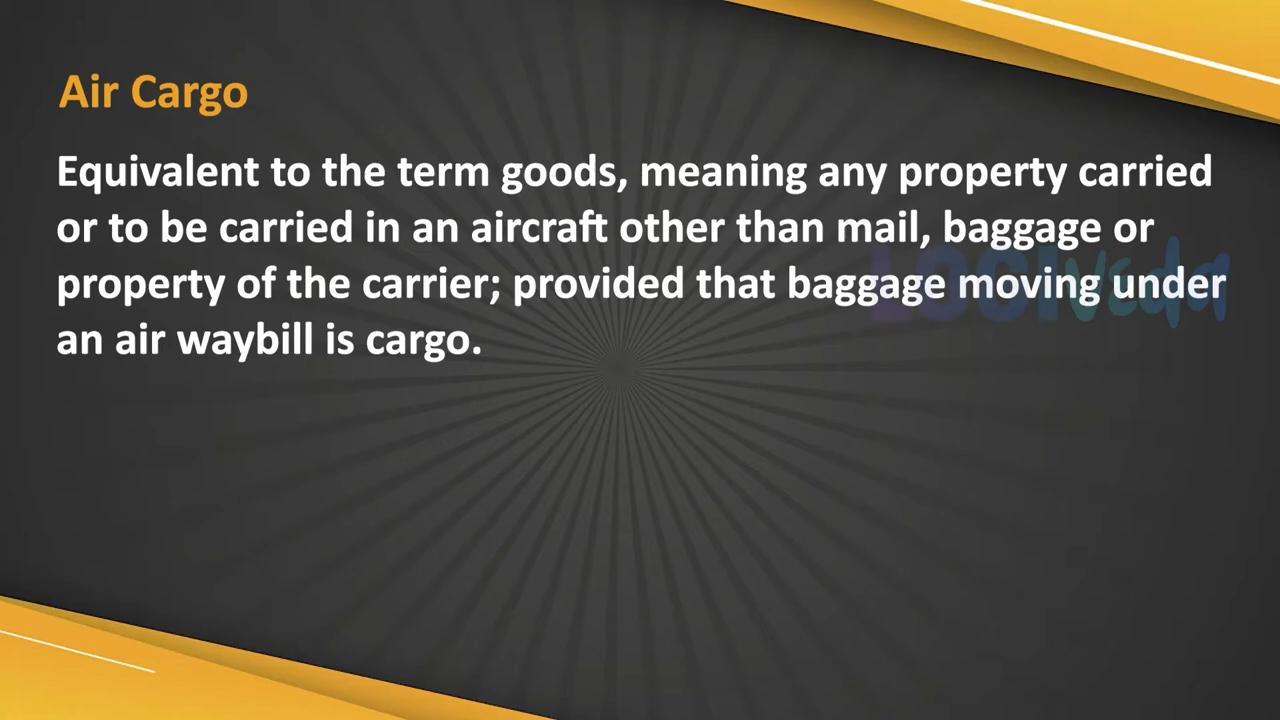 Air Cargo
Equivalent to the term goods, meaning any property carried
or to be carried in an aircraft other than mail, baggage or
property of the carrier; provided that baggage moving under
an air waybill is cargo.
LOGIveda